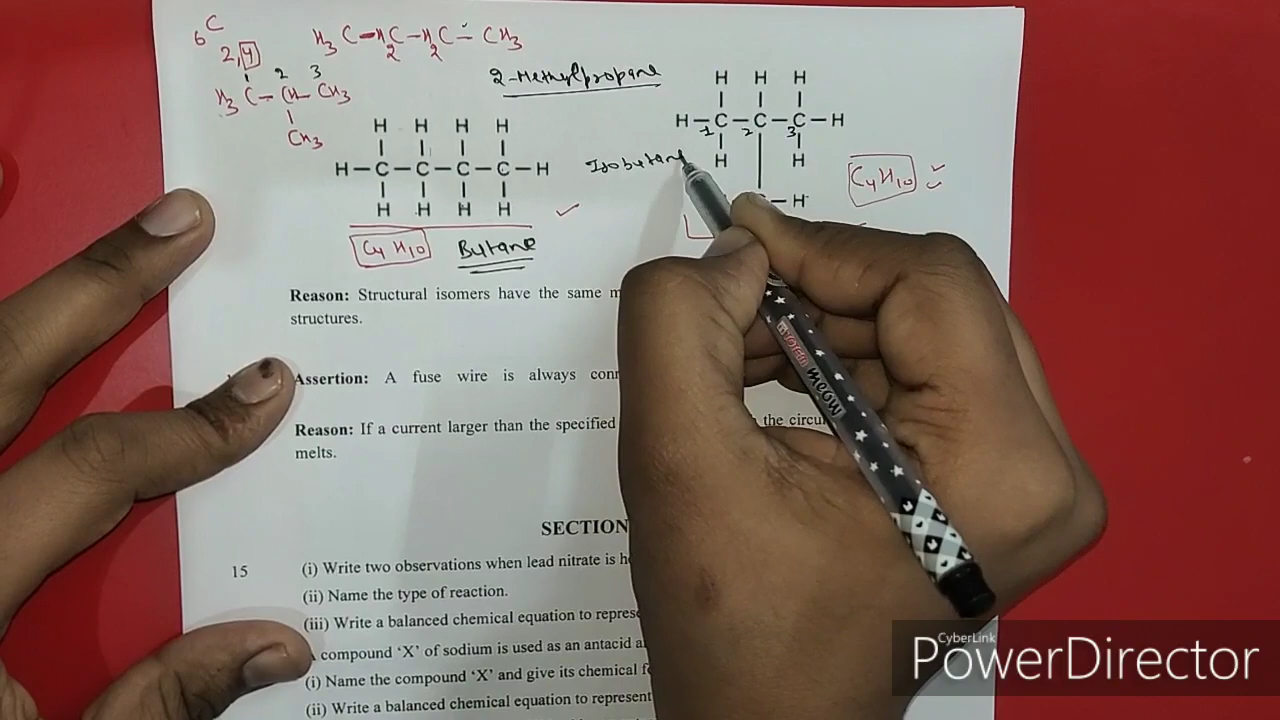 6C
2,4
H3C-H2C-H2C-CH3
1 2 3
H3C-CH-CH3
CH3
2-Methylpropane
H H H H
H-C-C-C-C-H
H H H H
C4H10 Butane
H H H
H-C-C-C-H
1 2 3
H H
C-H
Isobutane
C4H10
Reason: Structural isomers have the same
structures.
Assertion: A fuse wire is always
Reason: If a current larger than the specified the
melts.
SECTION
15 (i) Write two observations when lead nitrate is
(ii) Name the type of reaction.
(iii) Write a balanced chemical equation to
compound ‘X’ of sodium is used as an antacid
(i) Name the compound ‘X’ and give its chemical
(ii) Write a balanced chemical equation to represent
SYSTEM MEOW
CyberLink
PowerDirector